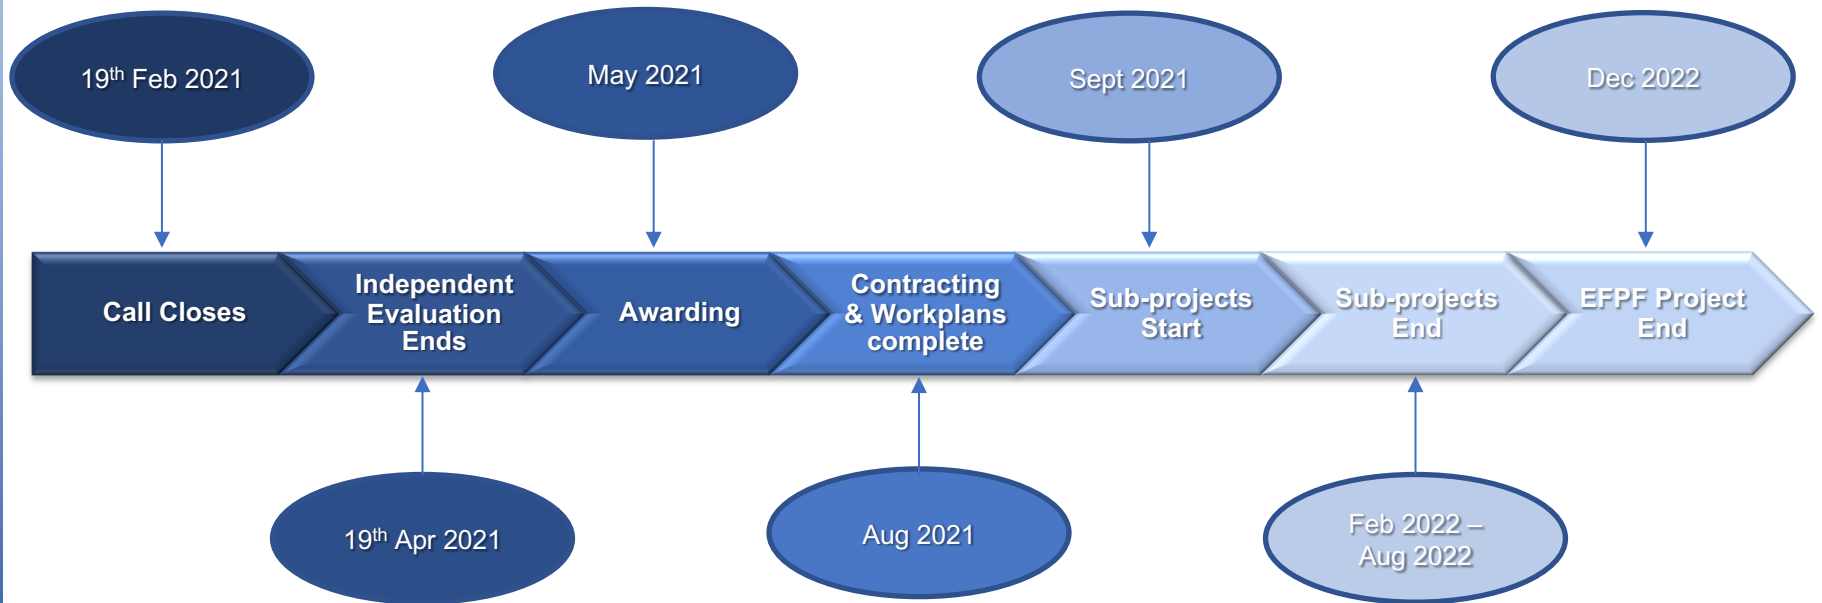 19th Feb 2021
May 2021
Sept 2021
Dec 2022
Call Closes
Independent
Evaluation
Ends
Awarding
Contracting
& Workplans
complete
Sub-projects
Start
Sub-projects
End
EFPF Project
End
19th Apr 2021
Aug 2021
Feb 2022 –
Aug 2022